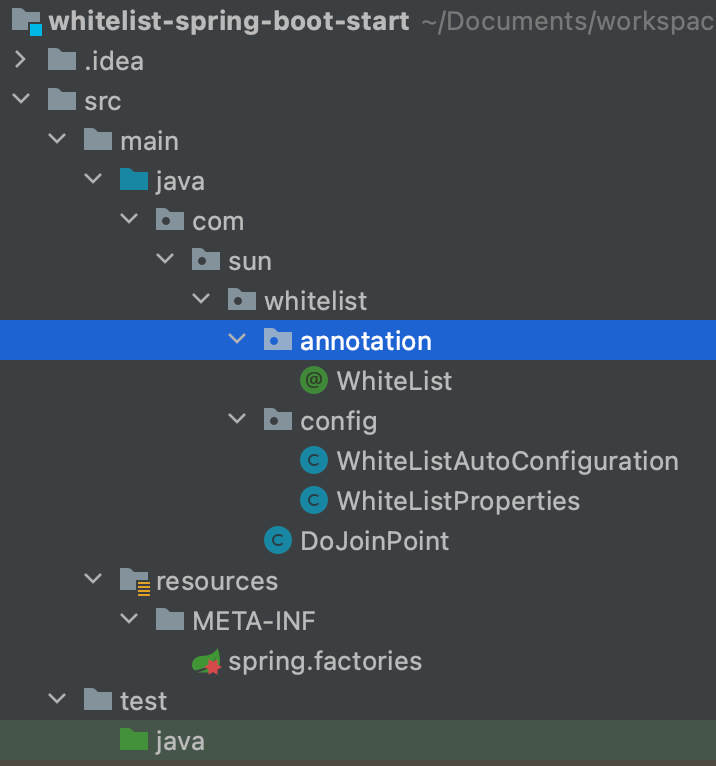 whitelist-spring-boot-start ~/Documents/workspac
.idea
src
main
java
com
sun
whitelist
annotation
@ WhiteList
config
C WhiteListAutoConfiguration
C WhiteListProperties
C DoJoinPoint
resources
META-INF
spring.factories
test
java